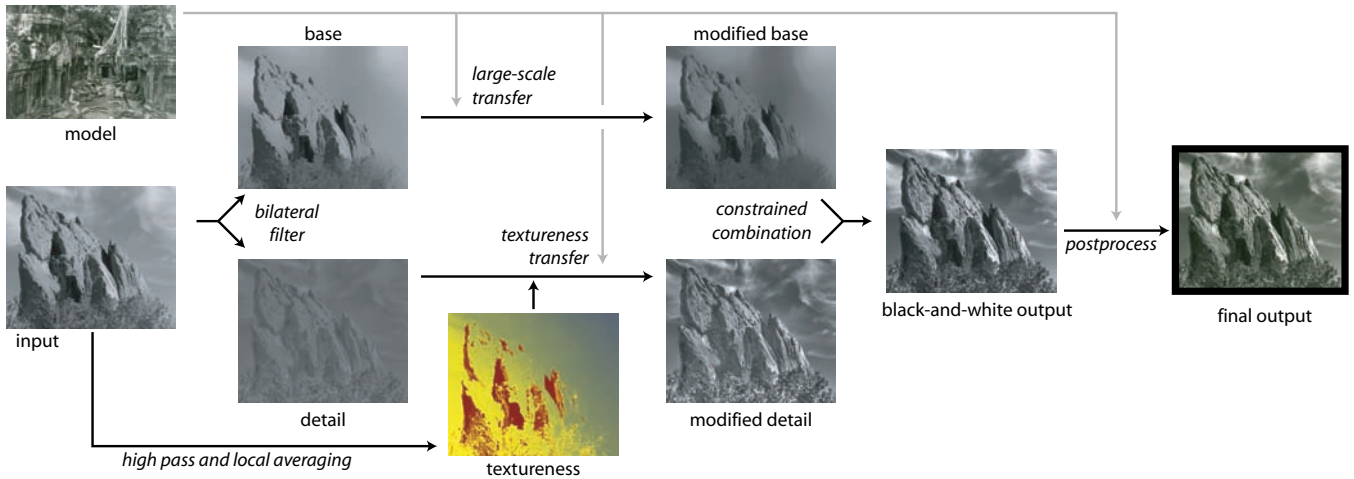 base
modified base
large-scale
transfer
model
bilateral
filter
textureness
transfer
constrained
combination
postprocess
black-and-white output
final output
input
detail
modified detail
high pass and local averaging
textureness